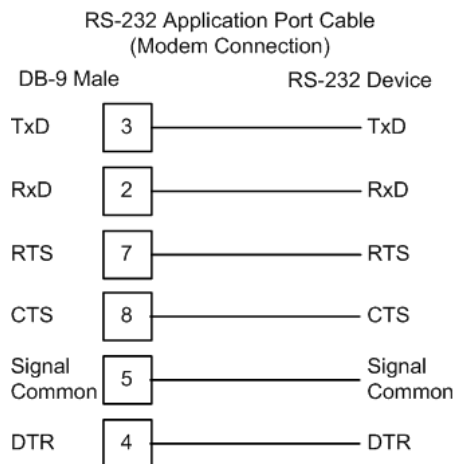 RS-232 Application Port Cable
(Modem Connection)
DB-9 Male RS-232 Device
TxD 3 TxD
RxD 2 RxD
RTS 7 RTS
CTS 8 CTS
Signal Common 5 Signal Common
DTR 4 DTR